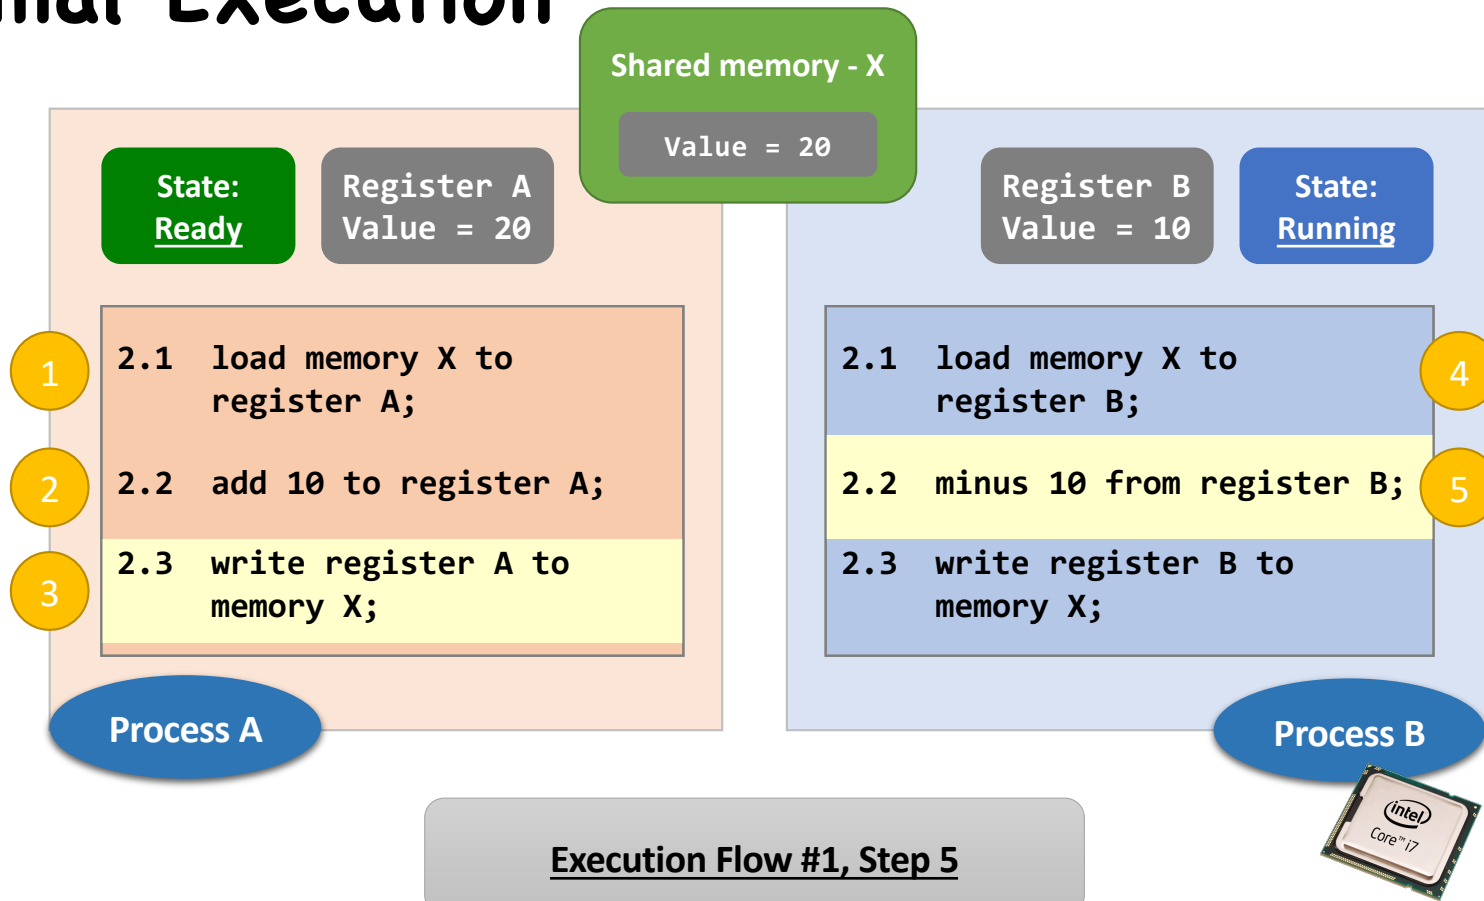 Execution
Shared memory - X
Value = 20
State:
Ready
Register A
Value = 20
Register B
Value = 10
State:
Running
1
2.1 load memory X to
register A;
2
2.2 add 10 to register A;
3
2.3 write register A to
memory X;
2.1 load memory X to
register B;
4
2.2 minus 10 from register B;
5
2.3 write register B to
memory X;
Process A
Process B
intel
Core™ i7
Execution Flow #1, Step 5